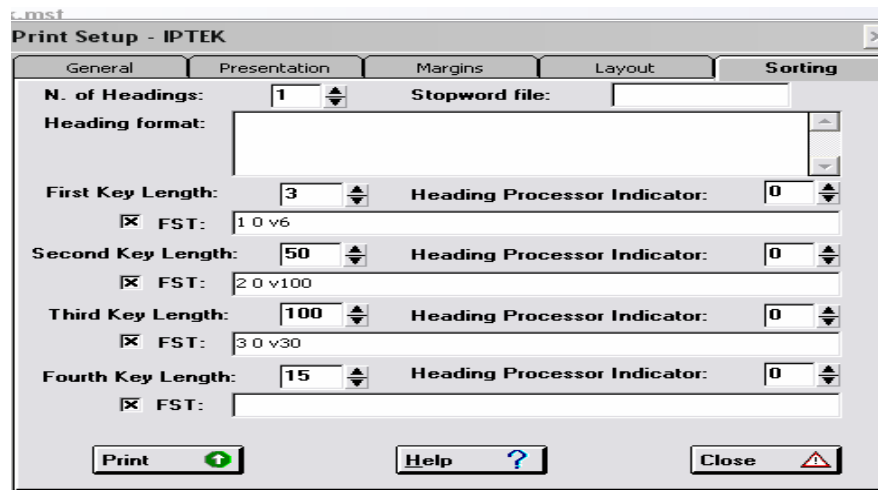 k.mst
Print Setup - IPTEK
General Presentation Margins Layout Sorting
N. of Headings: 1 Stopword file:
Heading format:
First Key Length: 3 Heading Processor Indicator: 0
FST: 1 0 v6
Second Key Length: 50 Heading Processor Indicator: 0
FST: 2 0 v100
Third Key Length: 100 Heading Processor Indicator: 0
FST: 3 0 v30
Fourth Key Length: 15 Heading Processor Indicator: 0
FST:
Print Help ? Close